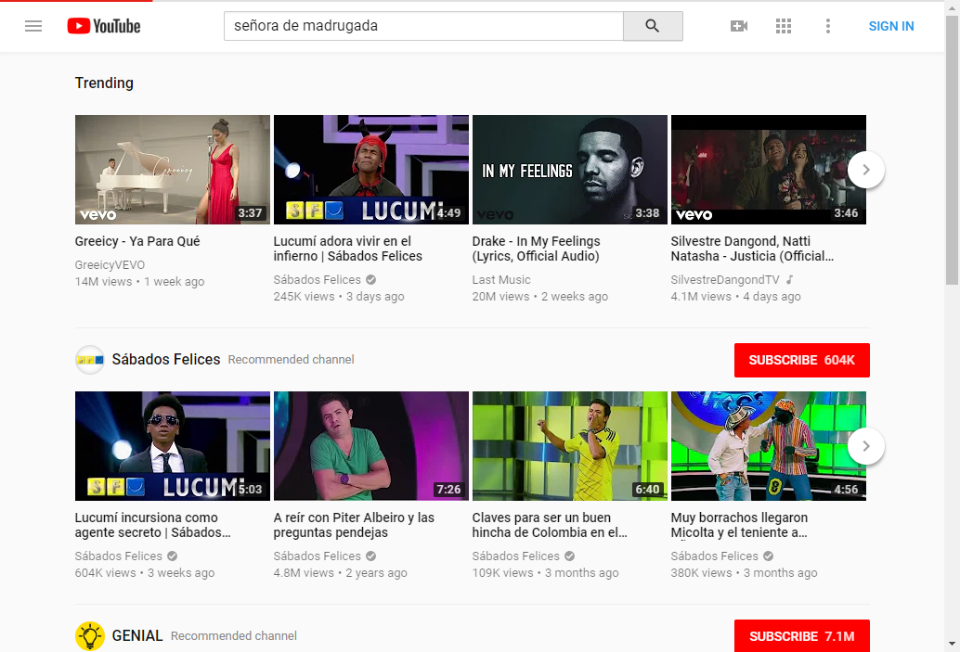 YouTube
señora de madrugada
SIGN IN
Trending
Greeicy
vevo
3:37
SF
LUCUMÍ
4:49
IN MY FEELINGS
vevo
3:38
vevo
3:46
Greeicy - Ya Para Qué
GreeicyVEVO
14M views • 1 week ago
Lucumí adora vivir en el
infierno | Sábados Felices
Sábados Felices
245K views • 3 days ago
Drake - In My Feelings
(Lyrics, Official Audio)
Last Music
20M views • 2 weeks ago
Silvestre Dangond, Natti
Natasha - Justicia (Official...
SilvestreDangondTV
4.1M views • 4 days ago
Sábados Felices
Recommended channel
SUBSCRIBE 604K
SF
LUCUMÍ
5:03
7:26
6:40
8
4:56
Lucumí incursiona como
agente secreto | Sábados...
Sábados Felices
604K views • 3 weeks ago
A reír con Piter Albeiro y las
preguntas pendejas
Sábados Felices
4.8M views • 2 years ago
Claves para ser un buen
hincha de Colombia en el...
Sábados Felices
109K views • 3 months ago
Muy borrachos llegaron
Micolta y el teniente a...
Sábados Felices
380K views • 3 months ago
GENIAL
Recommended channel
SUBSCRIBE 7.1M